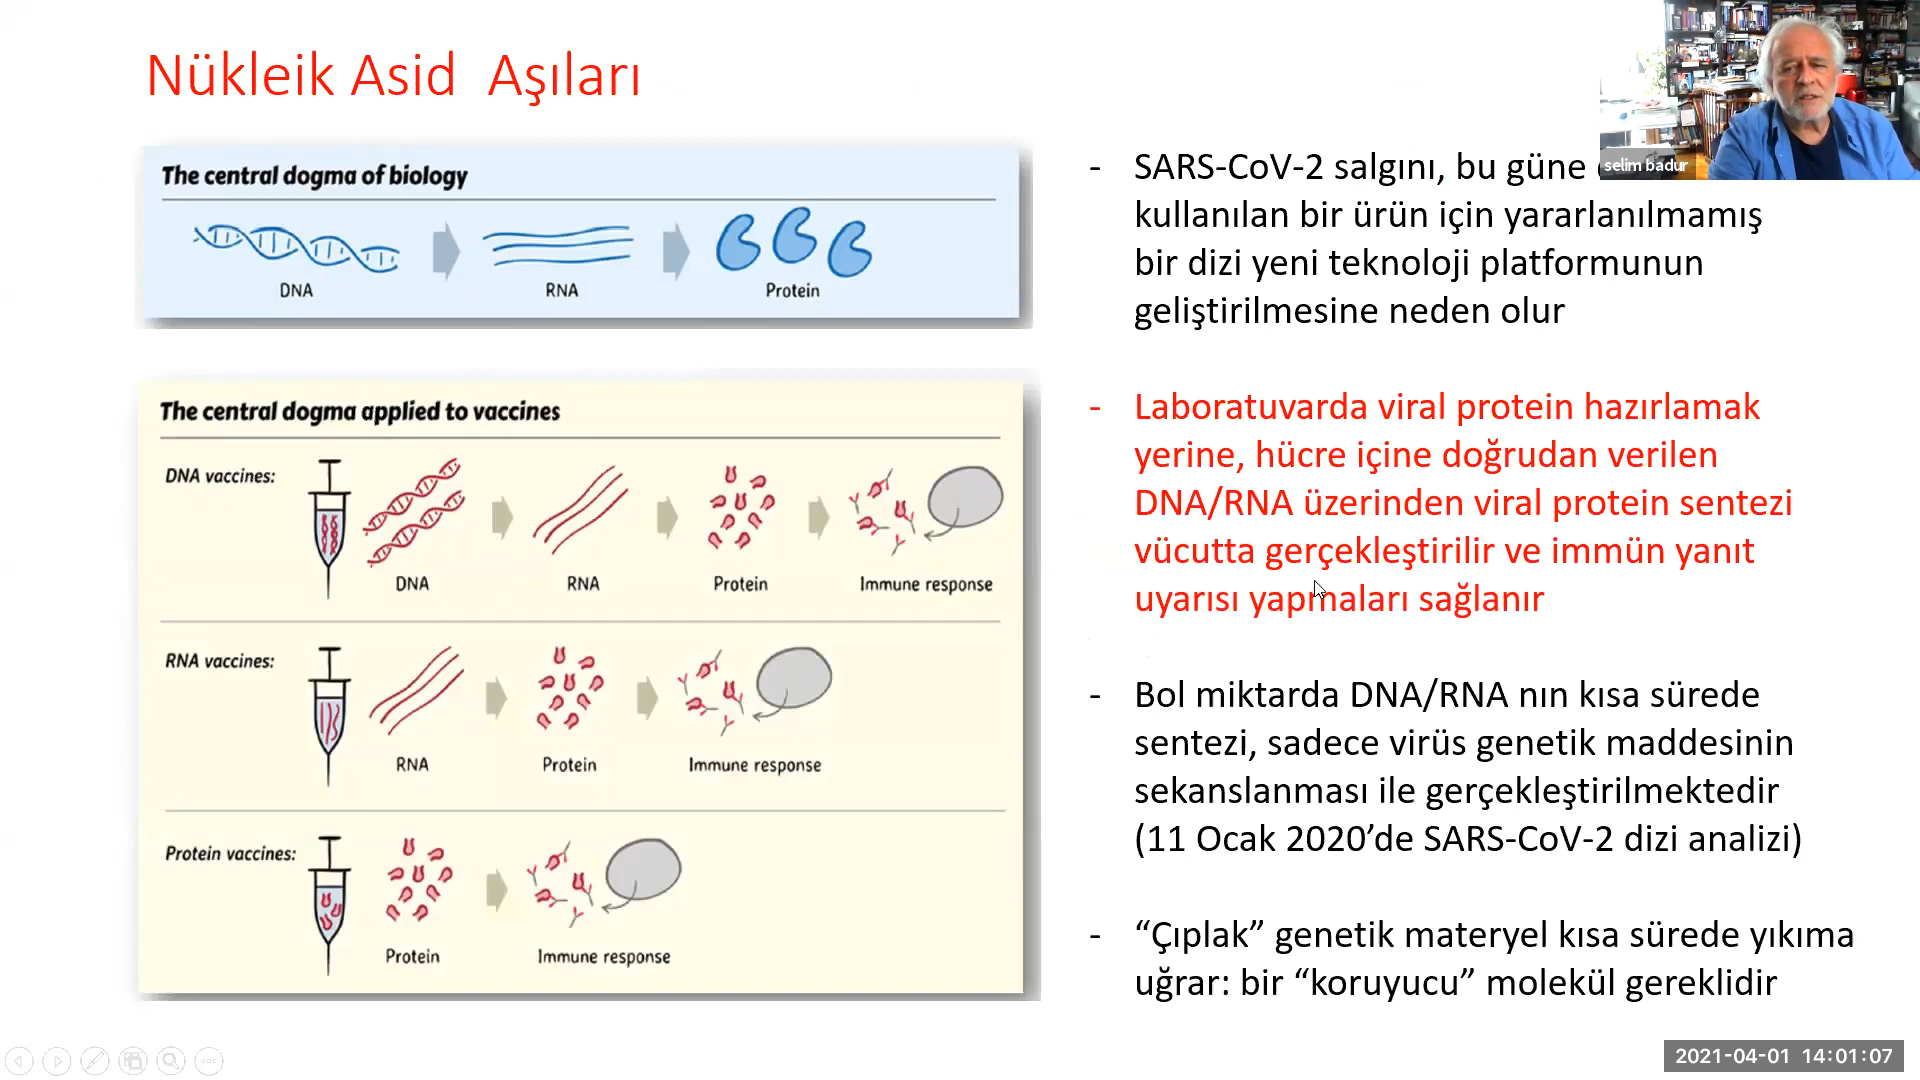 Nükleik Asid Aşıları
The central dogma of biology
DNA
RNA
Protein
The central dogma applied to vaccines
DNA vaccines:
DNA
RNA
Protein
Immune response
RNA vaccines:
RNA
Protein
Immune response
Protein vaccines:
Protein
Immune response
- SARS-CoV-2 salgını, bu güne
kullanılan bir ürün için yararlanılmamış
bir dizi yeni teknoloji platformunun
geliştirilmesine neden olur
- Laboratuvarda viral protein hazırlamak
yerine, hücre içine doğrudan verilen
DNA/RNA üzerinden viral protein sentezi
vücutta gerçekleştirilir ve immün yanıt
uyarısı yapmaları sağlanır
- Bol miktarda DNA/RNA nın kısa sürede
sentezi, sadece virüs genetik maddesinin
sekanslanması ile gerçekleştirilmektedir
(11 Ocak 2020’de SARS-CoV-2 dizi analizi)
- “Çıplak” genetik materyel kısa sürede yıkıma
uğrar: bir “koruyucu” molekül gereklidir
selim badur
2021-04-01 14:01:07